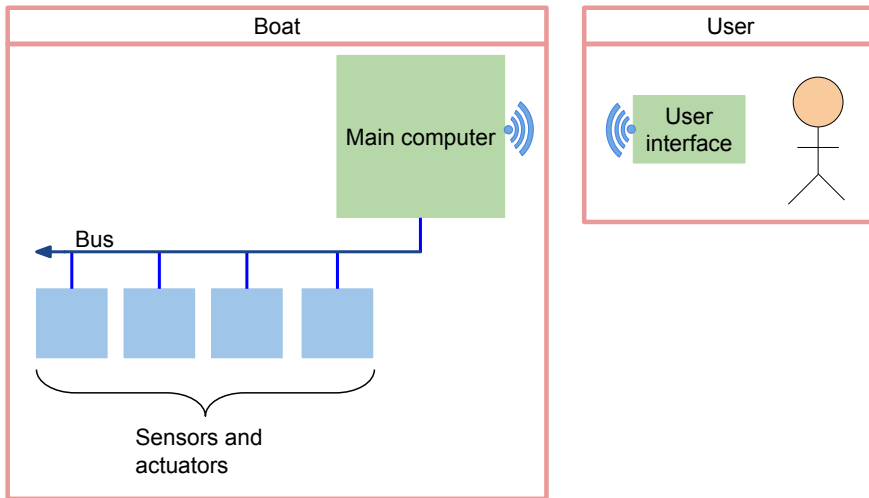 Boat
User
Main computer
User
interface
Bus
Sensors and
actuators